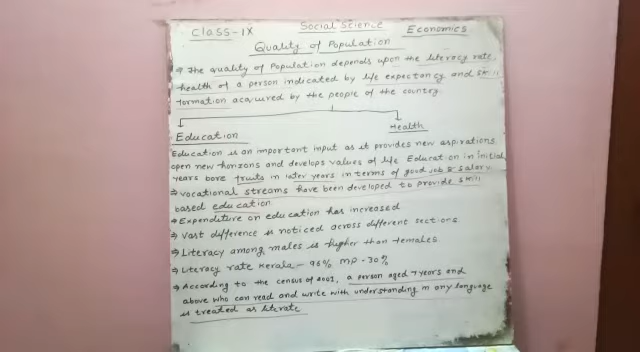 Class-IX Social Science Economics
Quality of Population
⇒ The quality of Population depends upon the literacy rate,
health of a person indicated by life expectancy and skill
formation acquired by the people of the country.
Education Health
Education is an important input as it provides new aspirations
open new horizons and develops values of life Education in initial
years bore fruits in later years in terms of good job & salary
⇒ vocational streams have been developed to provide skill
based education
⇒ Expenditure on education has increased
⇒ Vast difference is noticed across different sections
⇒ Literacy among males is higher than females.
⇒ Literacy rate Kerala - 96% MP - 30%
⇒ According to the census of 2001, a person aged 7 years and
above who can read and write with understanding in any language
is treated as literate